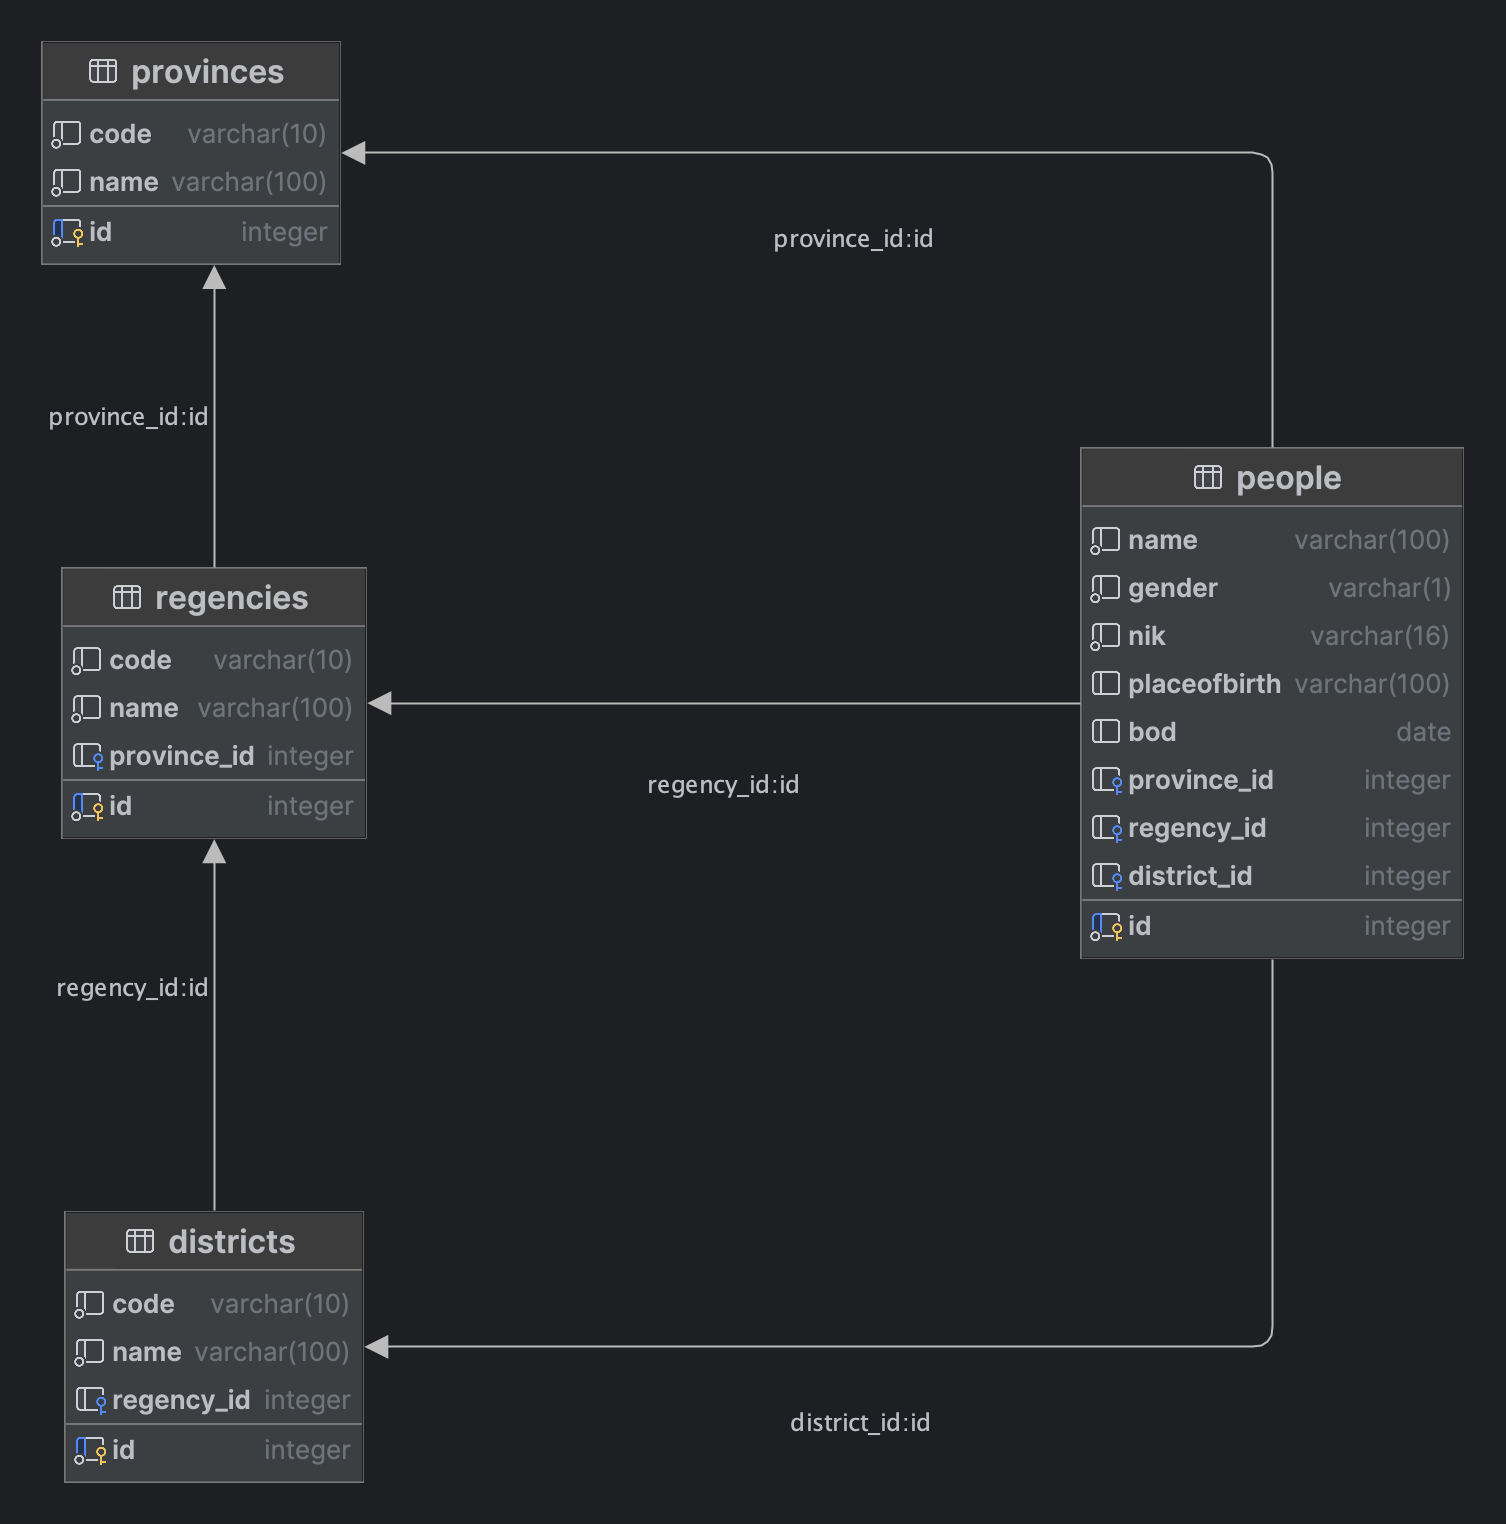 provinces
code varchar(10)
name varchar(100)
id integer
province_id:id
province_id:id
people
name varchar(100)
gender varchar(1)
nik varchar(16)
placeofbirth varchar(100)
bod date
province_id integer
regency_id integer
district_id integer
id integer
regencies
code varchar(10)
name varchar(100)
province_id integer
id integer
regency_id:id
regency_id:id
districts
code varchar(10)
name varchar(100)
regency_id integer
id integer
district_id:id